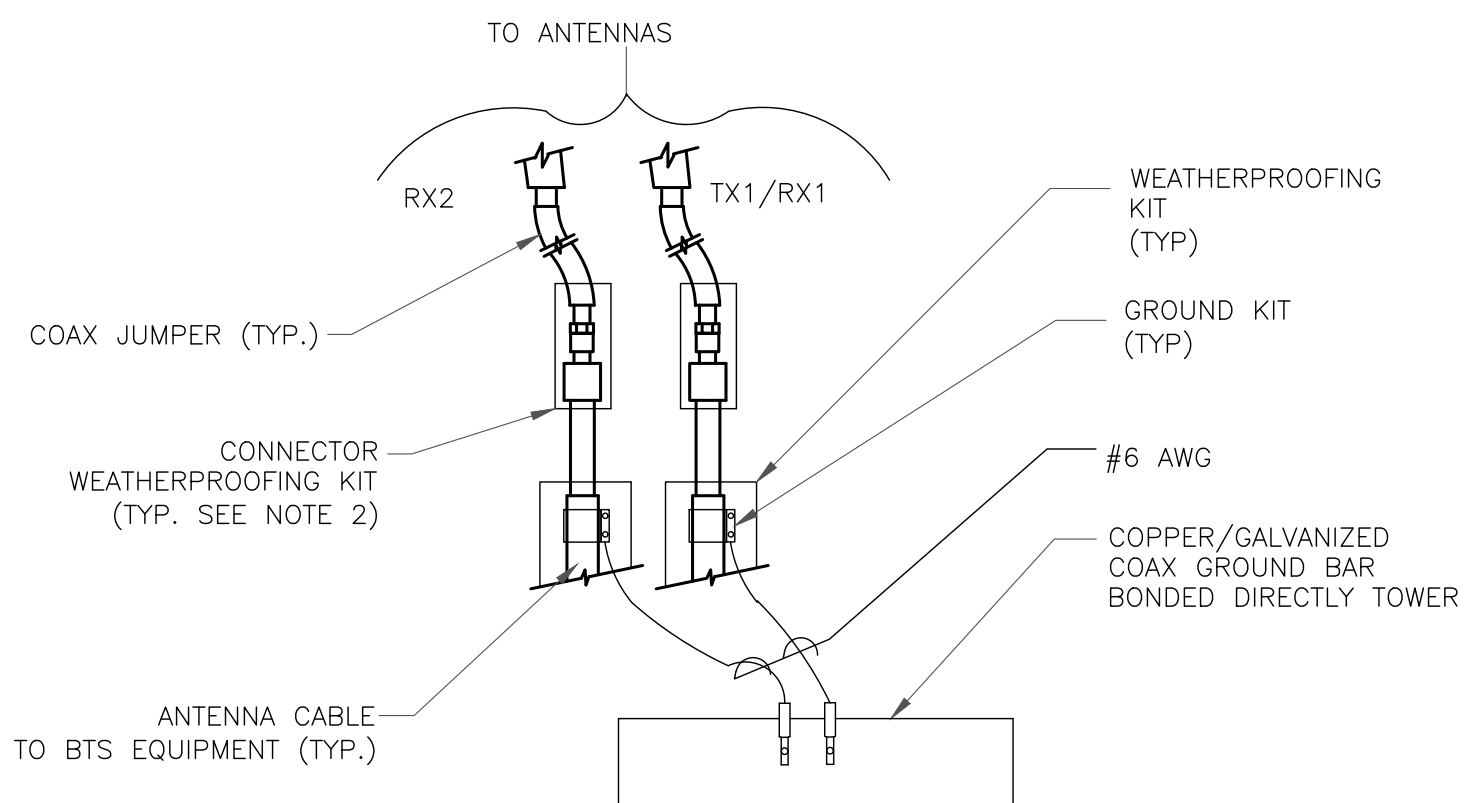 TO ANTENNAS
RX2
TX1/RX1
WEATHERPROOFING
KIT
(TYP)
GROUND KIT
(TYP)
COAX JUMPER (TYP.)
CONNECTOR
WEATHERPROOFING KIT
(TYP. SEE NOTE 2)
#6 AWG
COPPER/GALVANIZED
COAX GROUND BAR
BONDED DIRECTLY TOWER
ANTENNA CABLE
TO BTS EQUIPMENT (TYP.)